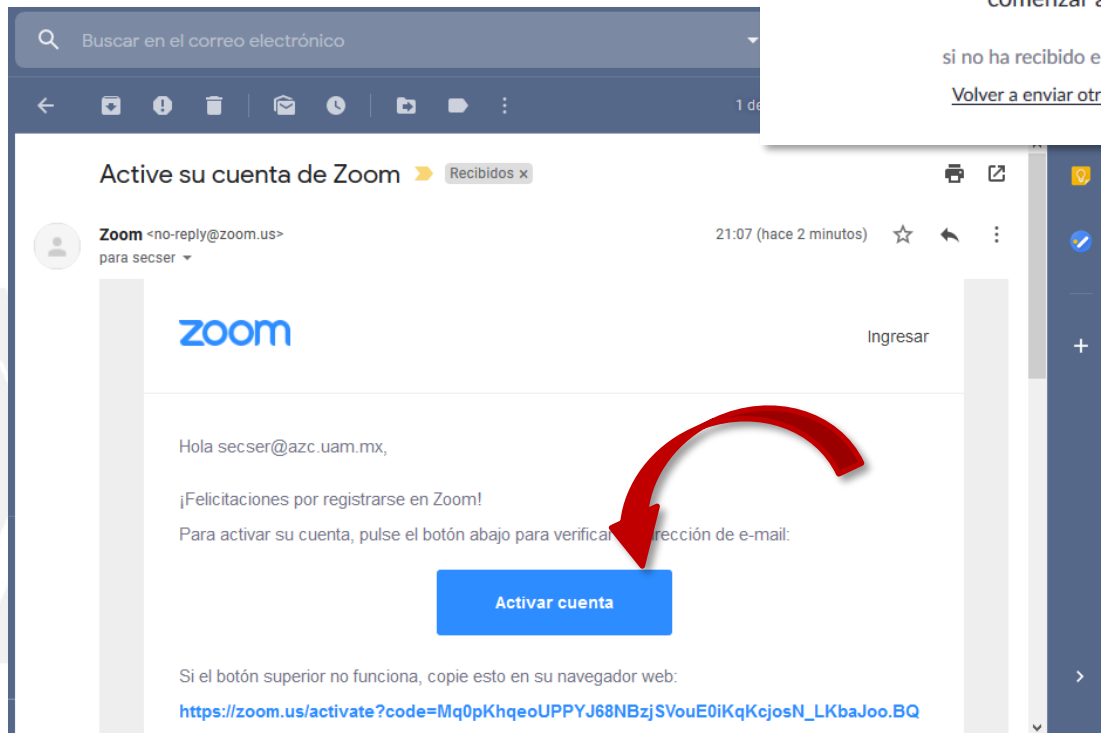 comenzar a
si no ha recibido e
Volver a enviar otr
Buscar en el correo electrónico
1 de
Active su cuenta de Zoom
Recibidos x
Zoom <no-reply@zoom.us>
21:07 (hace 2 minutos)
para secser
zoom
Ingresar
Hola secser@azc.uam.mx,
¡Felicitaciones por registrarse en Zoom!
Para activar su cuenta, pulse el botón abajo para verificar rección de e-mail:
Activar cuenta
Si el botón superior no funciona, copie esto en su navegador web:
https://zoom.us/activate?code=Mq0pKhqeoUPPYJ68NBzjSVouE0iKqKcjosN_LKbaJoo.BQ